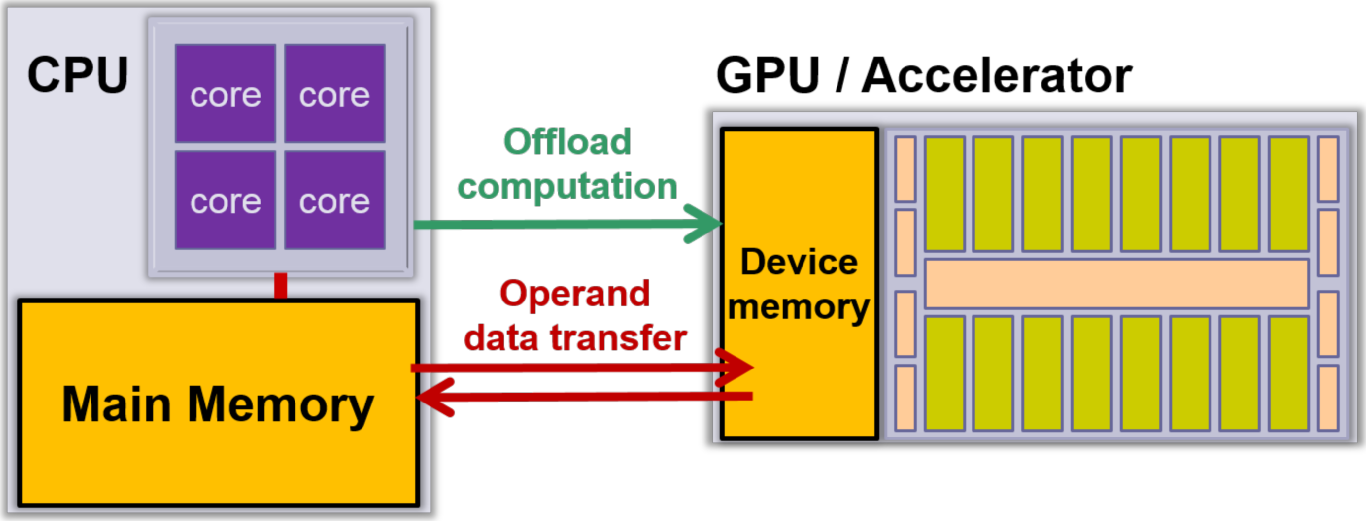 CPU
core
core
core
core
Main Memory
Offload
computation
Operand
data transfer
GPU / Accelerator
Device
memory